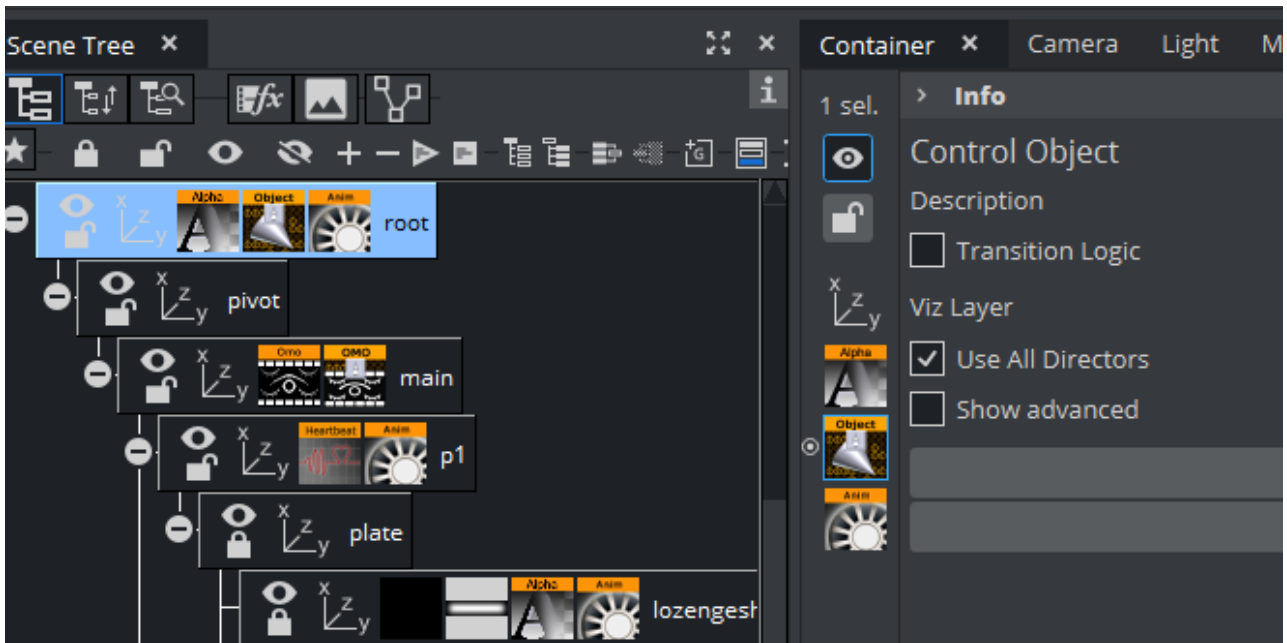 Scene Tree
fx
i
G
x
z
y
Alpha
Object
Anim
root
x
z
y
pivot
x
z
y
Omo
OMO
main
x
z
y
Heartbeat
Anim
p1
x
z
y
plate
x
z
y
Alpha
Anim
lozengesh
Container Camera Light M
1 sel.
x
z
y
Alpha
Object
Anim
Info
Control Object
Description
Transition Logic
Viz Layer
Use All Directors
Show advanced